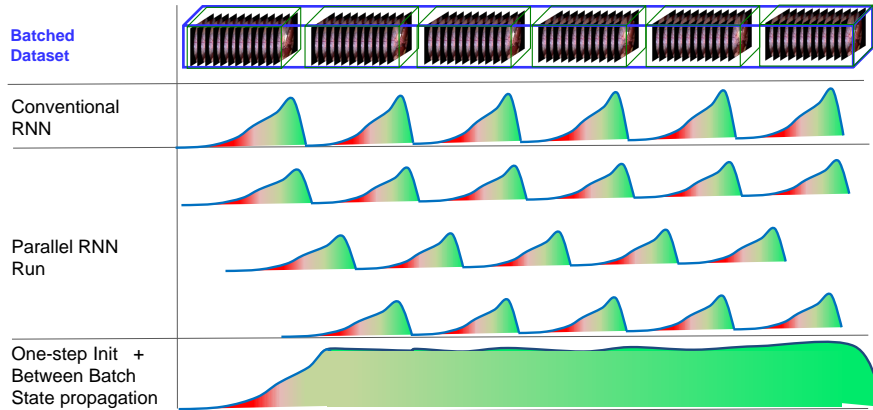 Batched
Dataset
Conventional
RNN
Parallel RNN
Run
One-step Init +
Between Batch
State propagation